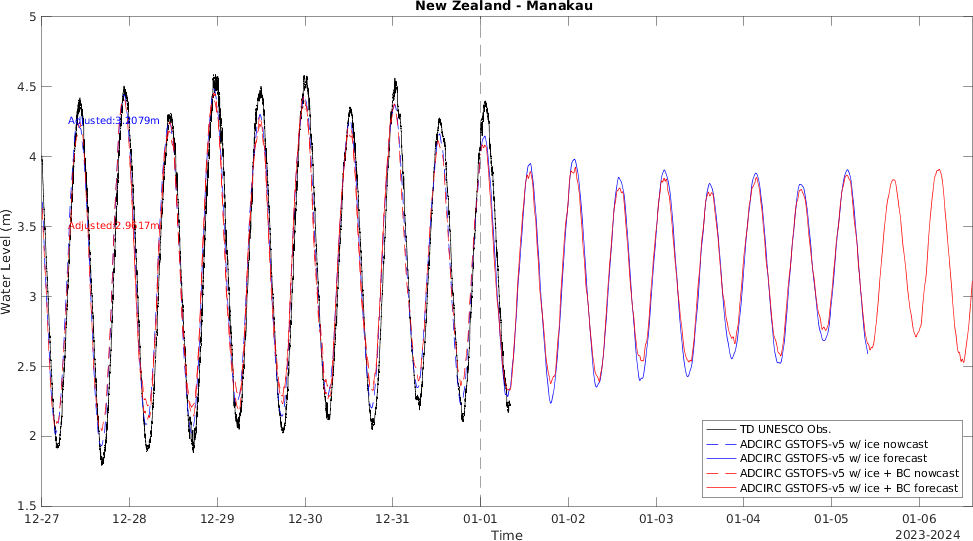 New Zealand - Manakau
5
4.5
4
3.5
3
2.5
2
1.5
Water Level (m)
Adjusted:3.2079m
TD UNESCO Obs.
ADCIRC GSTOFS-v5 w/ ice nowcast
ADCIRC GSTOFS-v5 w/ ice forecast
ADCIRC GSTOFS-v5 w/ ice + BC nowcast
ADCIRC GSTOFS-v5 w/ ice + BC forecast
12-27
12-28
12-29
12-30
12-31
01-01
01-02
01-03
01-04
01-05
01-06
Time
2023-2024